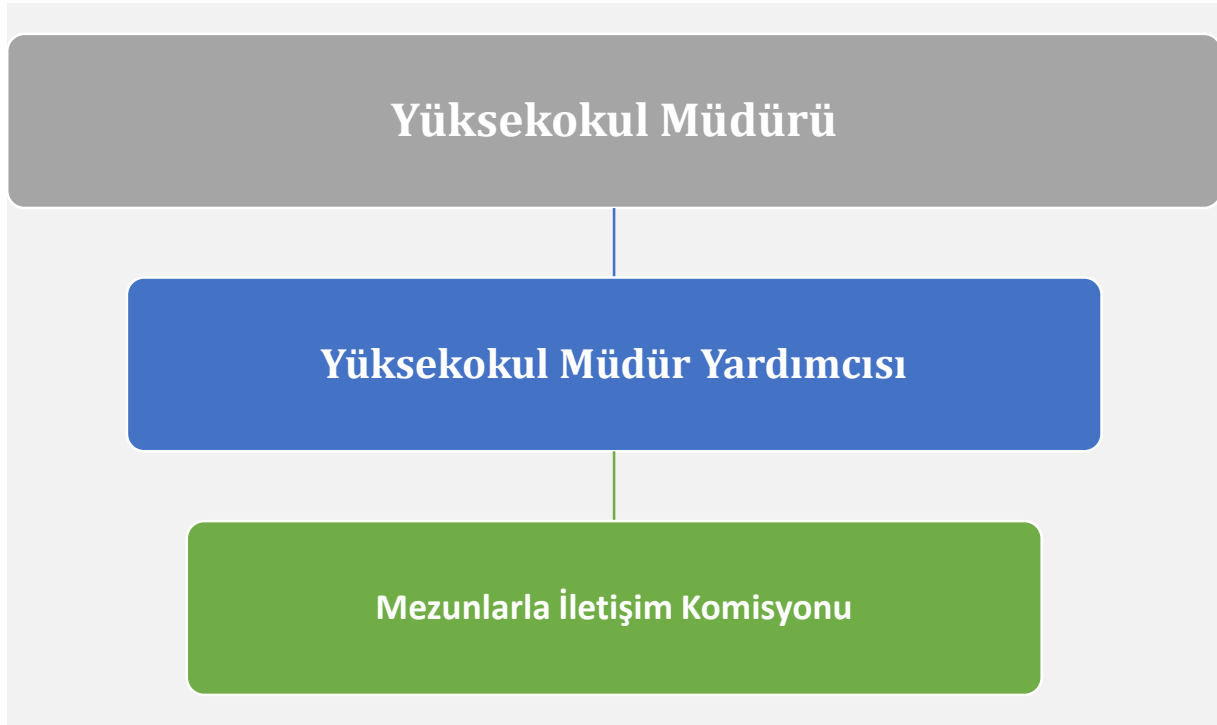 Yüksekokul Müdürü
Yüksekokul Müdür Yardımcısı
Mezunlarla İletişim Komisyonu